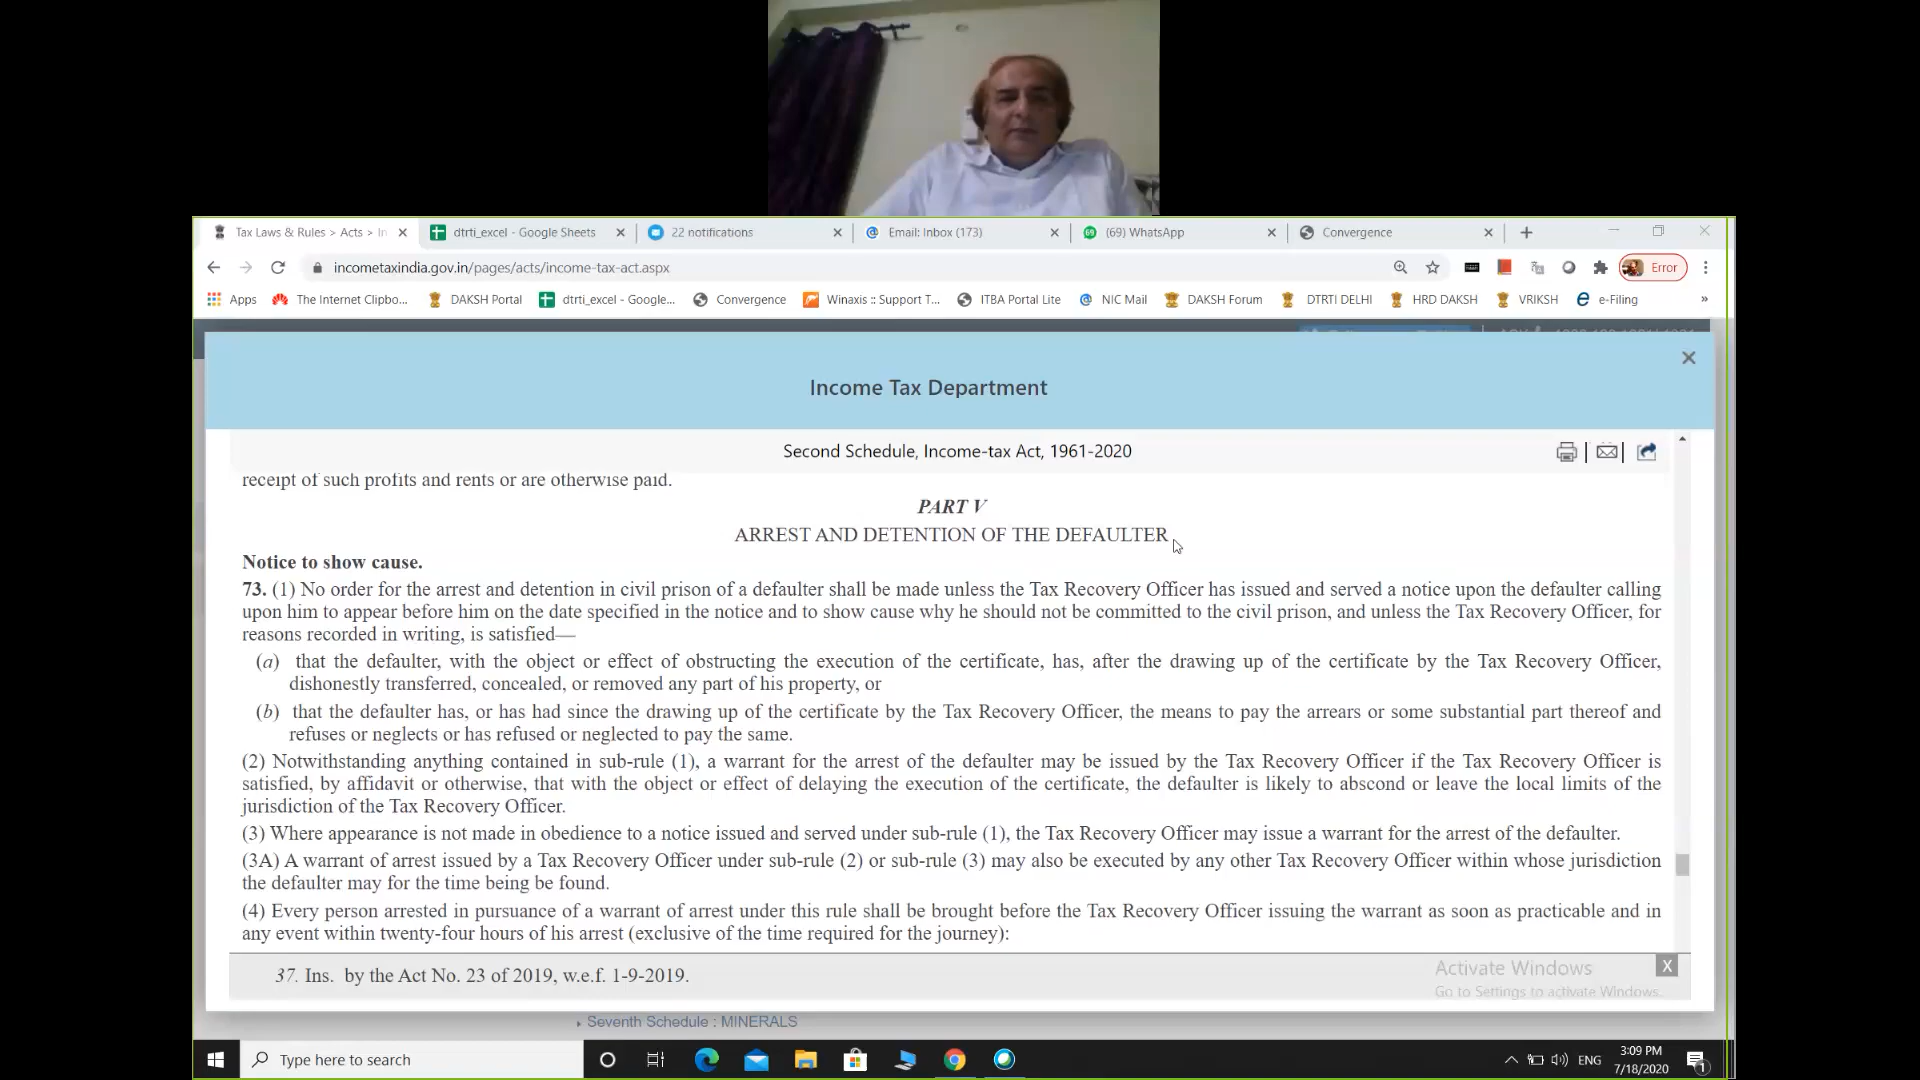 Tax Laws & Rules > Acts > In
dtrti_excel - Google Sheets
22 notifications
Email: Inbox (173)
(69) WhatsApp
Convergence
incometaxindia.gov.in/pages/acts/income-tax-act.aspx
Error
Apps
The Internet Clipbo...
DAKSH Portal
dtrti_excel - Google...
Convergence
Winaxis :: Support T...
ITBA Portal Lite
NIC Mail
DAKSH Forum
DTRTI DELHI
HRD DAKSH
VRIKSH
e-Filing
»
Income Tax Department
Second Schedule, Income-tax Act, 1961-2020
receipt of such profits and rents or are otherwise paid.
PART V
ARREST AND DETENTION OF THE DEFAULTER
Notice to show cause.
73. (1) No order for the arrest and detention in civil prison of a defaulter shall be made unless the Tax Recovery Officer has issued and served a notice upon the defaulter calling
upon him to appear before him on the date specified in the notice and to show cause why he should not be committed to the civil prison, and unless the Tax Recovery Officer, for
reasons recorded in writing, is satisfied—
(a) that the defaulter, with the object or effect of obstructing the execution of the certificate, has, after the drawing up of the certificate by the Tax Recovery Officer,
dishonestly transferred, concealed, or removed any part of his property, or
(b) that the defaulter has, or has had since the drawing up of the certificate by the Tax Recovery Officer, the means to pay the arrears or some substantial part thereof and
refuses or neglects or has refused or neglected to pay the same.
(2) Notwithstanding anything contained in sub-rule (1), a warrant for the arrest of the defaulter may be issued by the Tax Recovery Officer if the Tax Recovery Officer is
satisfied, by affidavit or otherwise, that with the object or effect of delaying the execution of the certificate, the defaulter is likely to abscond or leave the local limits of the
jurisdiction of the Tax Recovery Officer.
(3) Where appearance is not made in obedience to a notice issued and served under sub-rule (1), the Tax Recovery Officer may issue a warrant for the arrest of the defaulter.
(3A) A warrant of arrest issued by a Tax Recovery Officer under sub-rule (2) or sub-rule (3) may also be executed by any other Tax Recovery Officer within whose jurisdiction
the defaulter may for the time being be found.
(4) Every person arrested in pursuance of a warrant of arrest under this rule shall be brought before the Tax Recovery Officer issuing the warrant as soon as practicable and in
any event within twenty-four hours of his arrest (exclusive of the time required for the journey):
37. Ins. by the Act No. 23 of 2019, w.e.f. 1-9-2019.
X
Activate Windows
Go to Settings to activate Windows.
Seventh Schedule : MINERALS
Type here to search
ENG
3:09 PM
7/18/2020